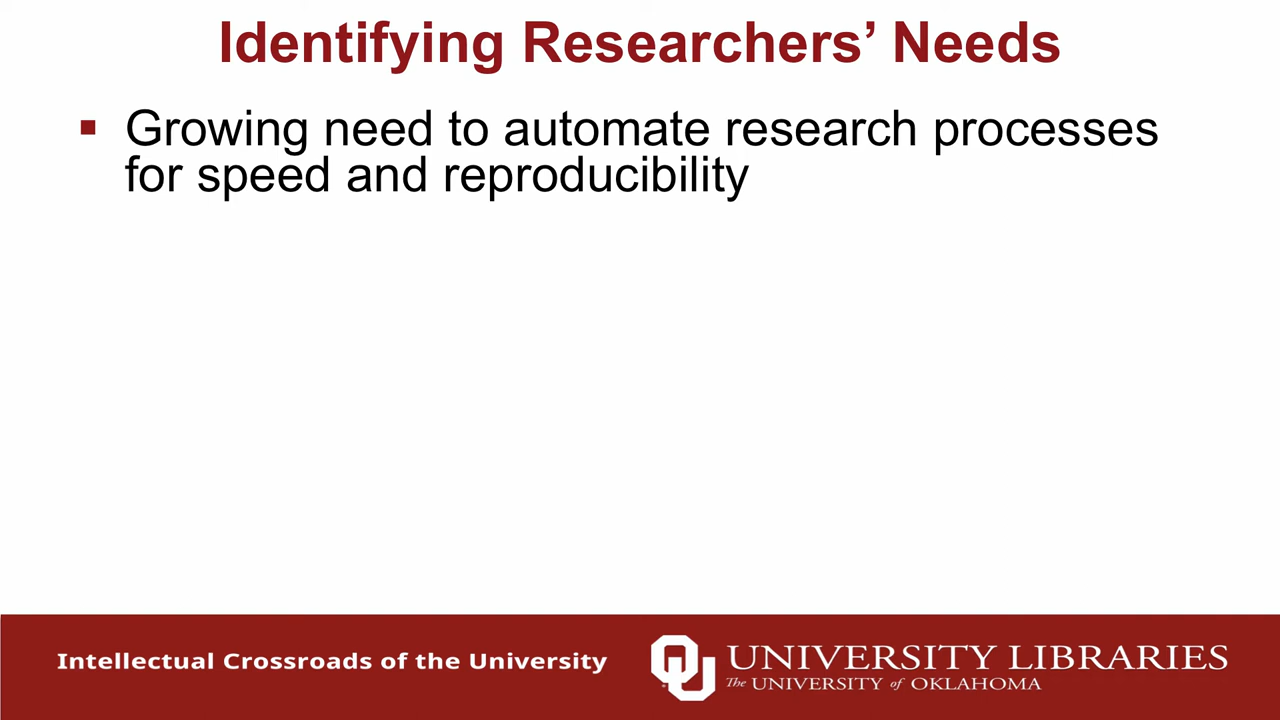 Identifying Researchers’ Needs
▪ Growing need to automate research processes
for speed and reproducibility
Intellectual Crossroads of the University
OU
UNIVERSITY LIBRARIES
The UNIVERSITY of OKLAHOMA